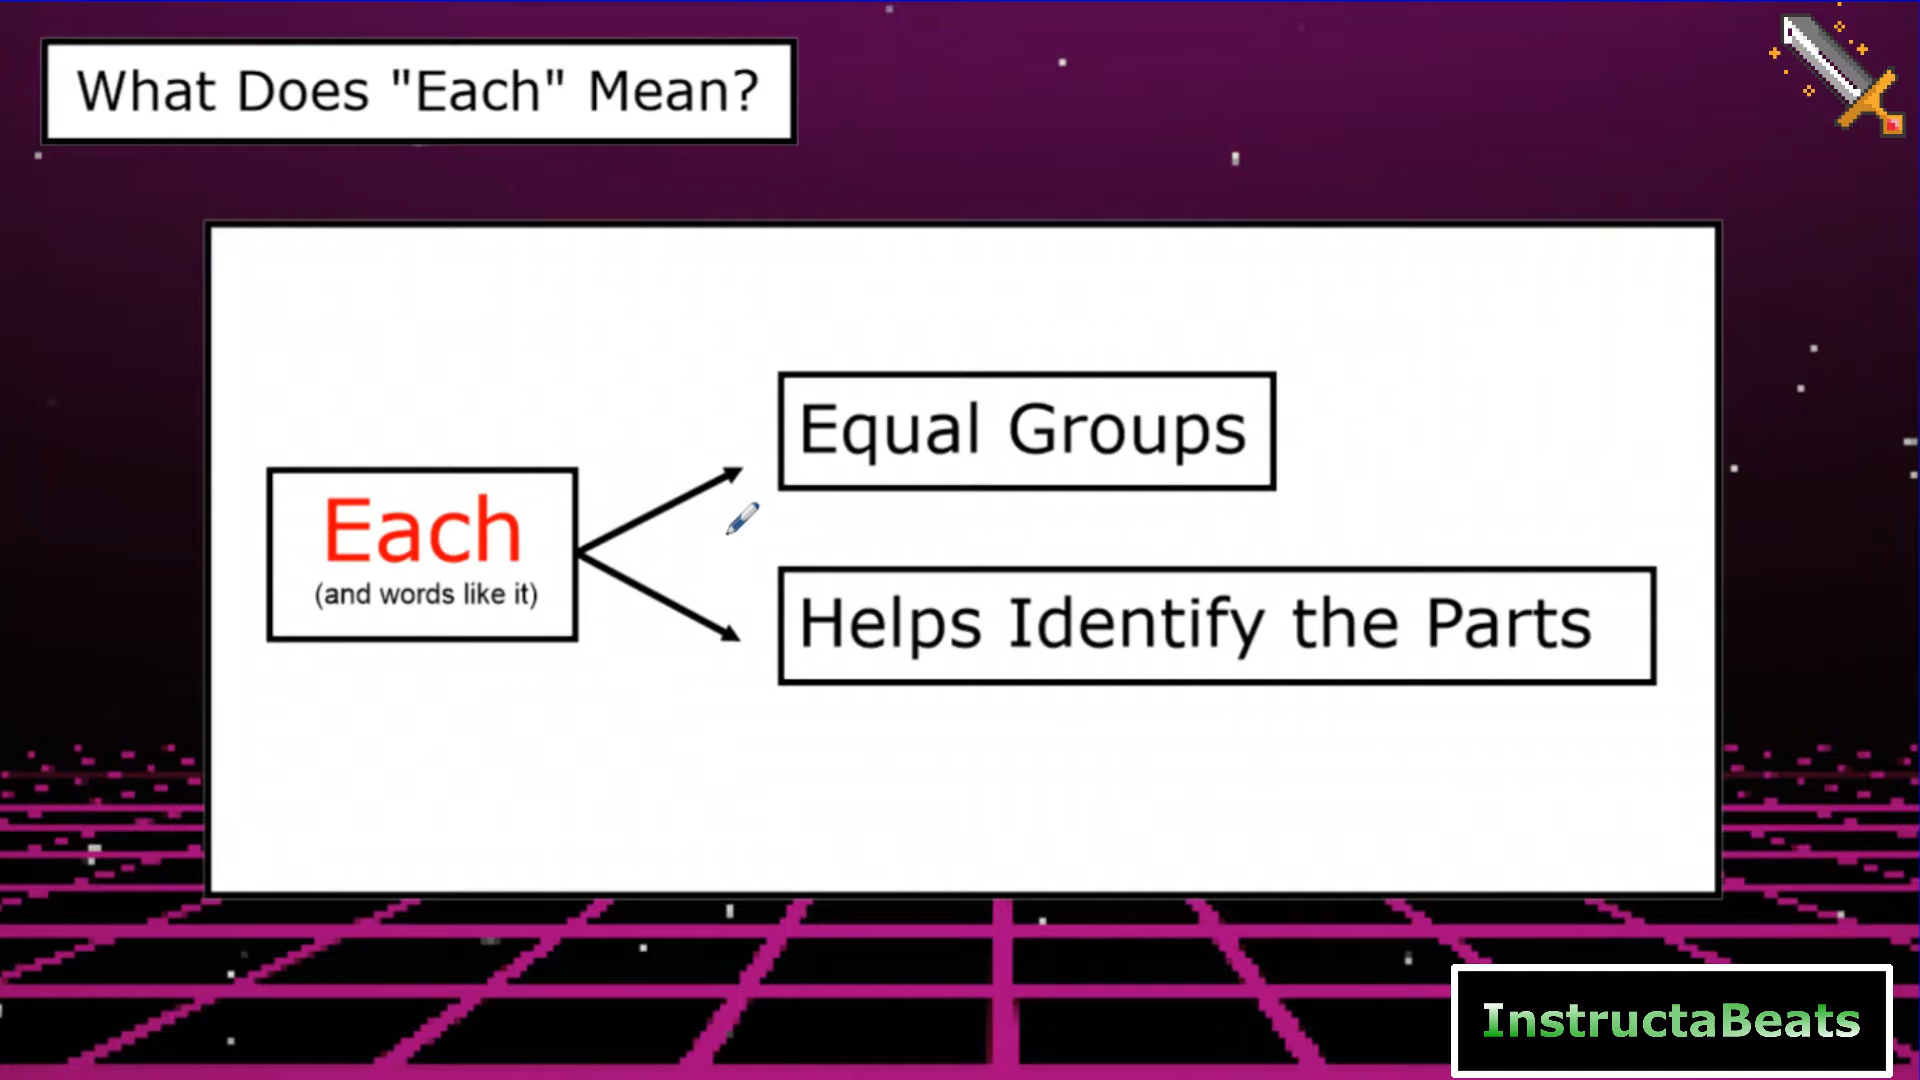 What Does "Each" Mean?
Equal Groups
Each
(and words like it)
Helps Identify the Parts
InstructaBeats